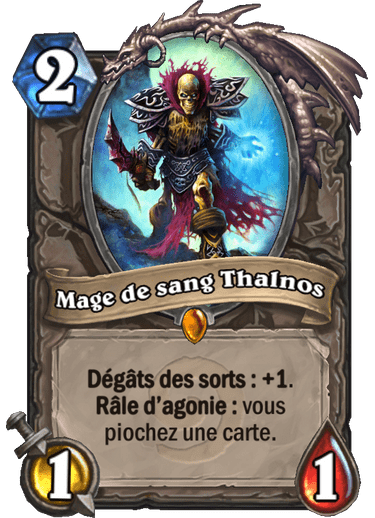 2
Mage de sang Thalnos
Dégâts des sorts : +1.
Râle d'agonie : vous
piochez une carte.
1
1